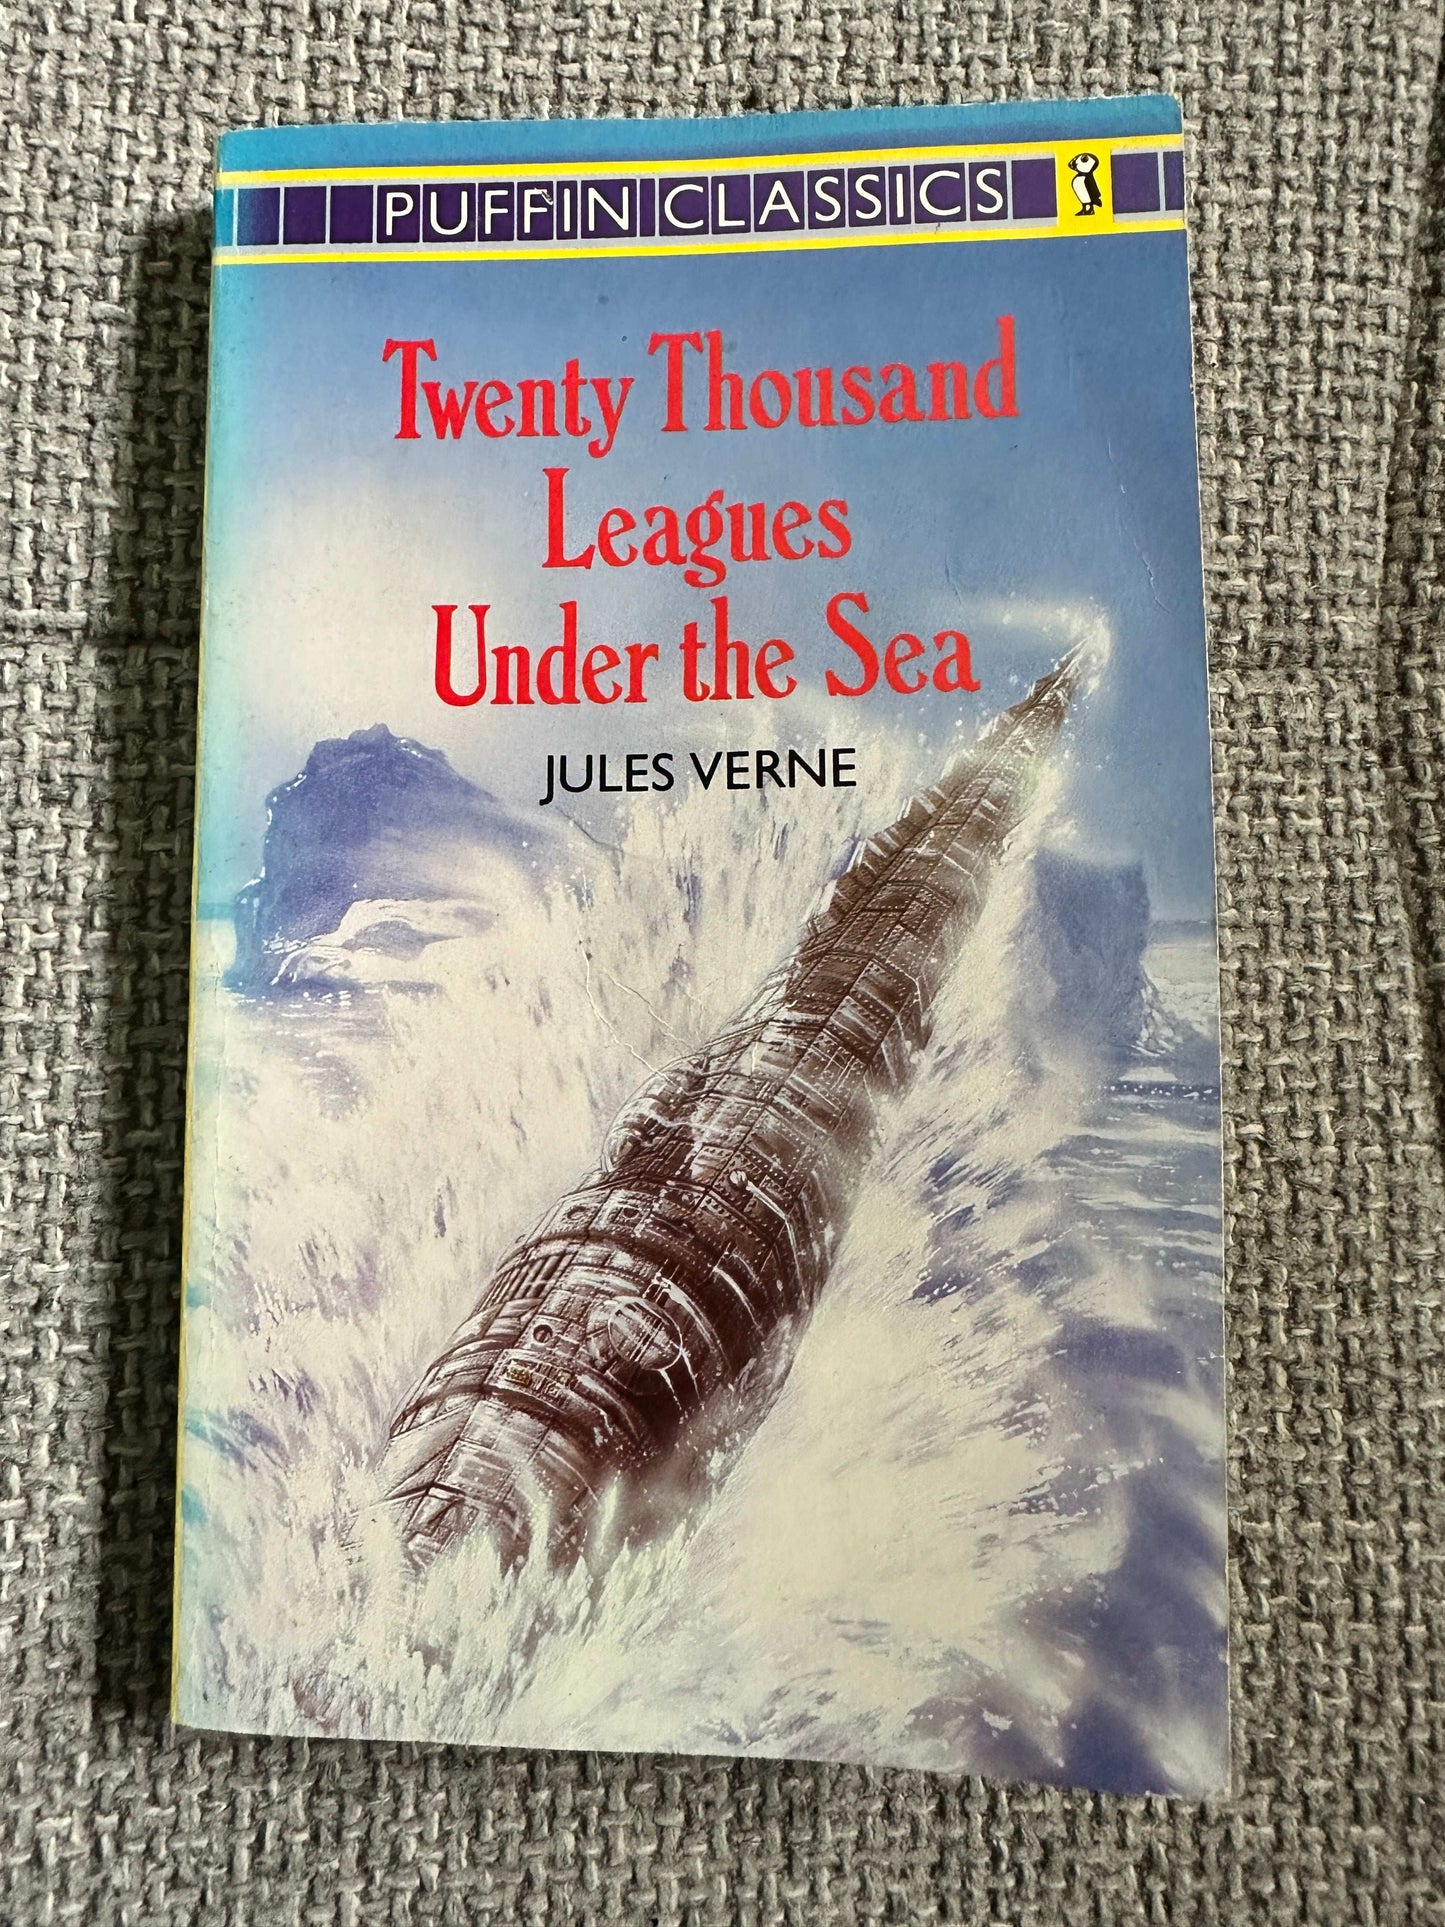 PUFFIN CLASSICS
Twenty Thousand
Leagues
Under the Sea
JULES VERNE